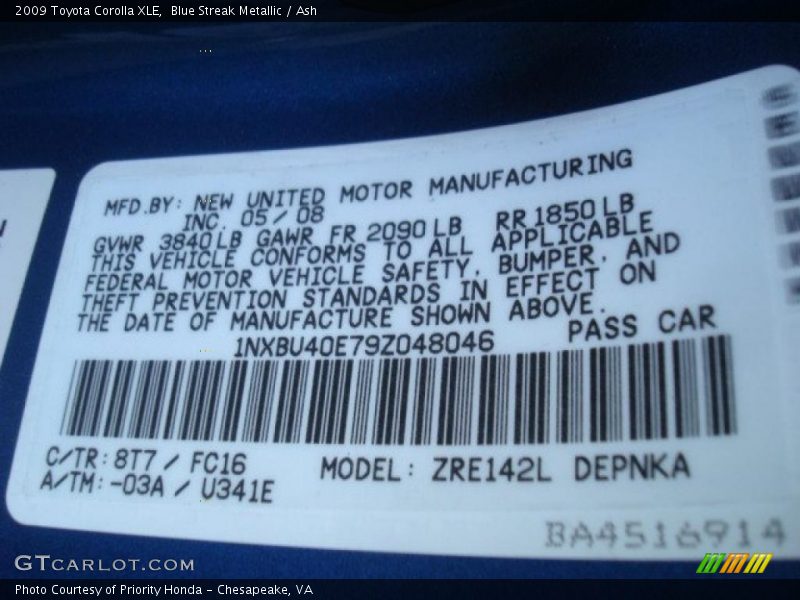 2009 Toyota Corolla XLE, Blue Streak Metallic / Ash
MFD.BY: NEW UNITED MOTOR MANUFACTURING
INC. 05/08
GVWR 3840LB GAWR FR 2090LB RR1850LB
THIS VEHICLE CONFORMS TO ALL APPLICABLE
FEDERAL MOTOR VEHICLE SAFETY, BUMPER, AND
THEFT PREVENTION STANDARDS IN EFFECT ON
THE DATE OF MANUFACTURE SHOWN ABOVE.
1NXBU40E79Z048046 PASS CAR
C/TR: 8T7 / FC16
A/TM: -03A / U341E
MODEL: ZRE142L DEPNKA
BA4516914
GTCARLOT.COM
Photo Courtesy of Priority Honda - Chesapeake, VA